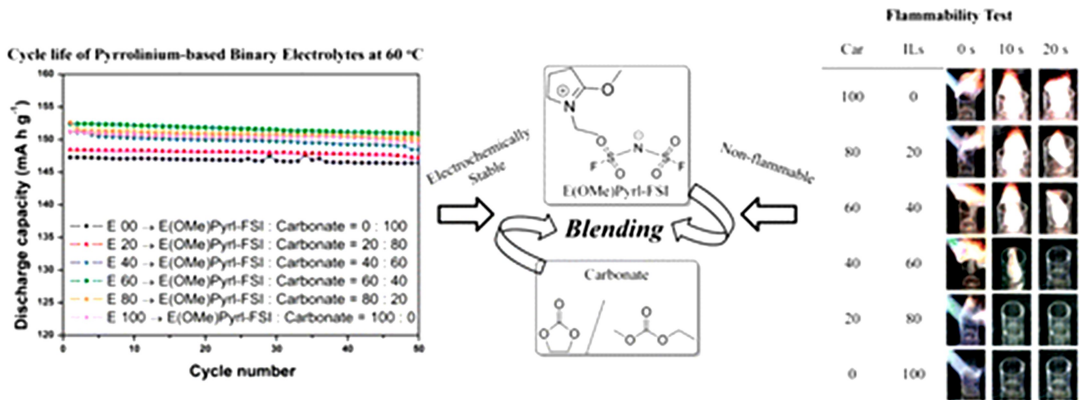 Cycle life of Pyrrolinium-based Binary Electrolytes at 60 °C
160
155
150
145
140
135
130
125
120
Discharge capacity (mA h g-1)
E 00 → E(OMe)Pyrl-FSI : Carbonate = 0 : 100
E 20 → E(OMe)Pyrl-FSI : Carbonate = 20 : 80
E 40 → E(OMe)Pyrl-FSI : Carbonate = 40 : 60
E 60 → E(OMe)Pyrl-FSI : Carbonate = 60 : 40
E 80 → E(OMe)Pyrl-FSI : Carbonate = 80 : 20
E 100 → E(OMe)Pyrl-FSI : Carbonate = 100 : 0
0 10 20 30 40 50
Cycle number
Electrochemically
Stable
O
N
O
O O
N
F S S F
O O
E(OMe)Pyrl-FSI
Blending
Carbonate
O
O O
O
O O
Non-flammable
Flammability Test
Car ILs 0 s 10 s 20 s
100 0
80 20
60 40
40 60
20 80
0 100